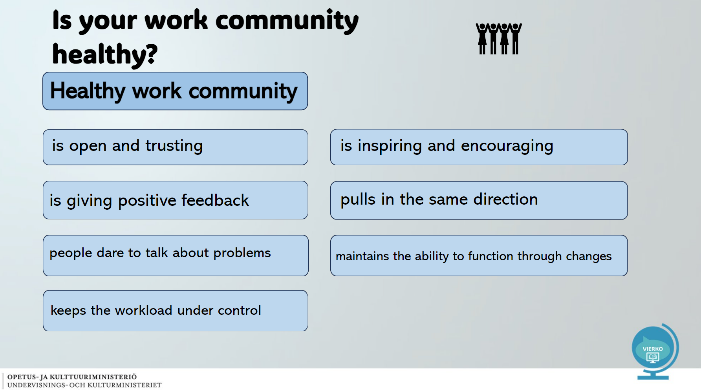 Is your work community
healthy?
Healthy work community
is open and trusting
is inspiring and encouraging
is giving positive feedback
pulls in the same direction
people dare to talk about problems
maintains the ability to function through changes
keeps the workload under control
VIERKO
OPETUS- JA KULTTUURIMINISTERIÖ
UNDERVISNINGS- OCH KULTURMINISTERIET